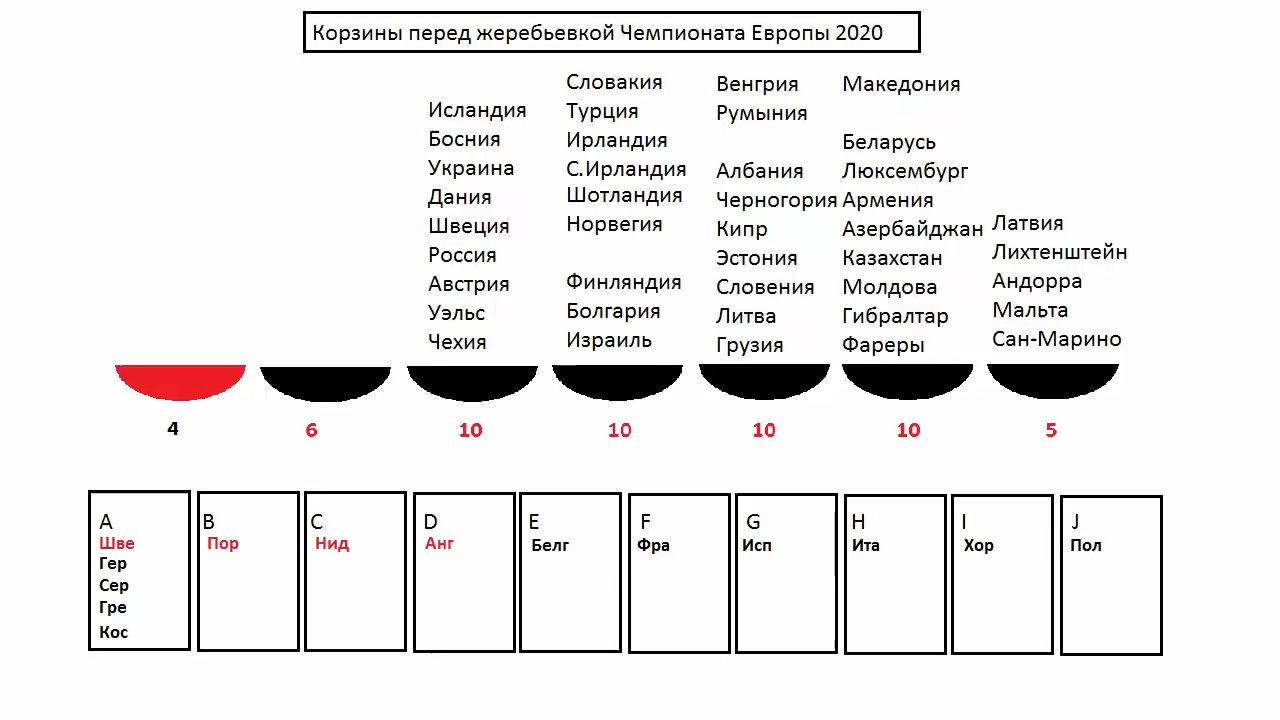 Корзины перед жеребьевкой Чемпионата Европы 2020
Исландия
Босния
Украина
Дания
Швеция
Россия
Австрия
Уэльс
Чехия
Словакия
Турция
Ирландия
С.Ирландия
Шотландия
Норвегия
Финляндия
Болгария
Израиль
Венгрия
Румыния
Албания
Черногория
Кипр
Эстония
Словения
Литва
Грузия
Македония
Беларусь
Люксембург
Армения
Азербайджан
Казахстан
Молдова
Гибралтар
Фареры
Латвия
Лихтенштейн
Андорра
Мальта
Сан-Марино
4 6 10 10 10 10 5
A
Шве
Гер
Сер
Гре
Кос
B
Пор
C
Нид
D
Анг
E
Белг
F
Фра
G
Исп
H
Ита
I
Хор
J
Пол